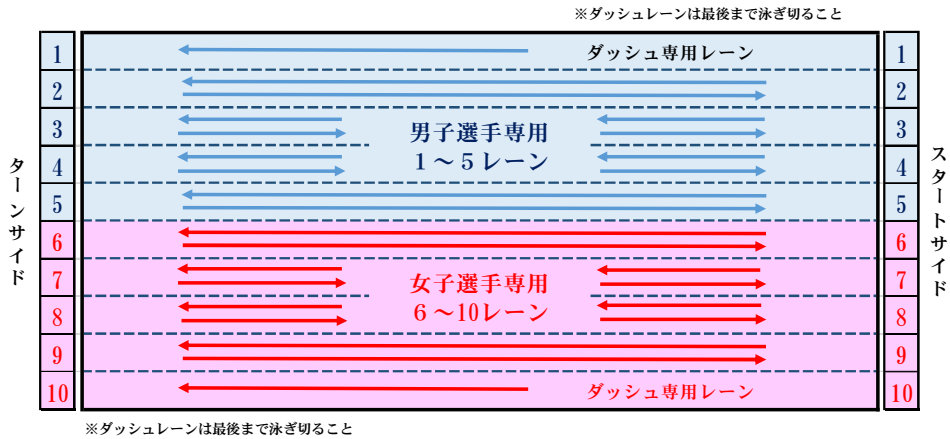 ※ダッシュレーンは最後まで泳ぎ切ること
1 ダッシュ専用レーン 1
2 2
3 男子選手専用 3
4 1～5レーン 4
5 5
ターンサイド
スタートサイド
6 6
7 女子選手専用 7
8 6～10レーン 8
9 9
10 ダッシュ専用レーン 10
※ダッシュレーンは最後まで泳ぎ切ること